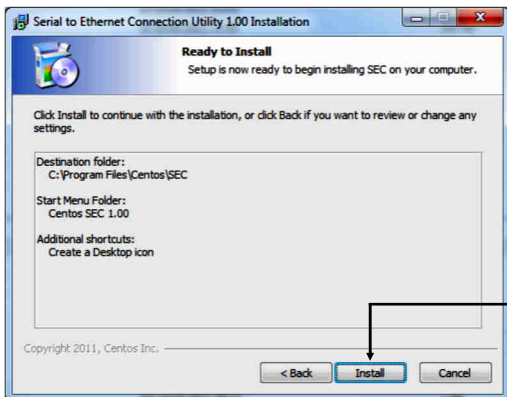 Serial to Ethernet Connection Utility 1.00 Installation
Ready to Install
Setup is now ready to begin installing SEC on your computer.
Click Install to continue with the installation, or click Back if you want to review or change any
settings.
Destination folder:
C:\Program Files\Centos\SEC
Start Menu Folder:
Centos SEC 1.00
Additional shortcuts:
Create a Desktop icon
Copyright 2011, Centos Inc.
< Back Install Cancel